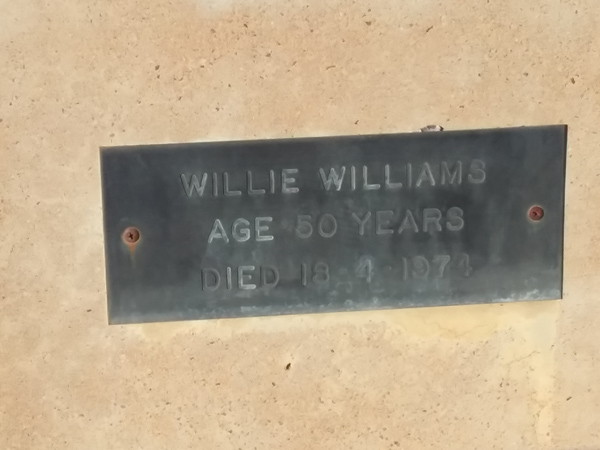 WILLIE WILLIAMS
AGE 50 YEARS
DIED 18 4 1974